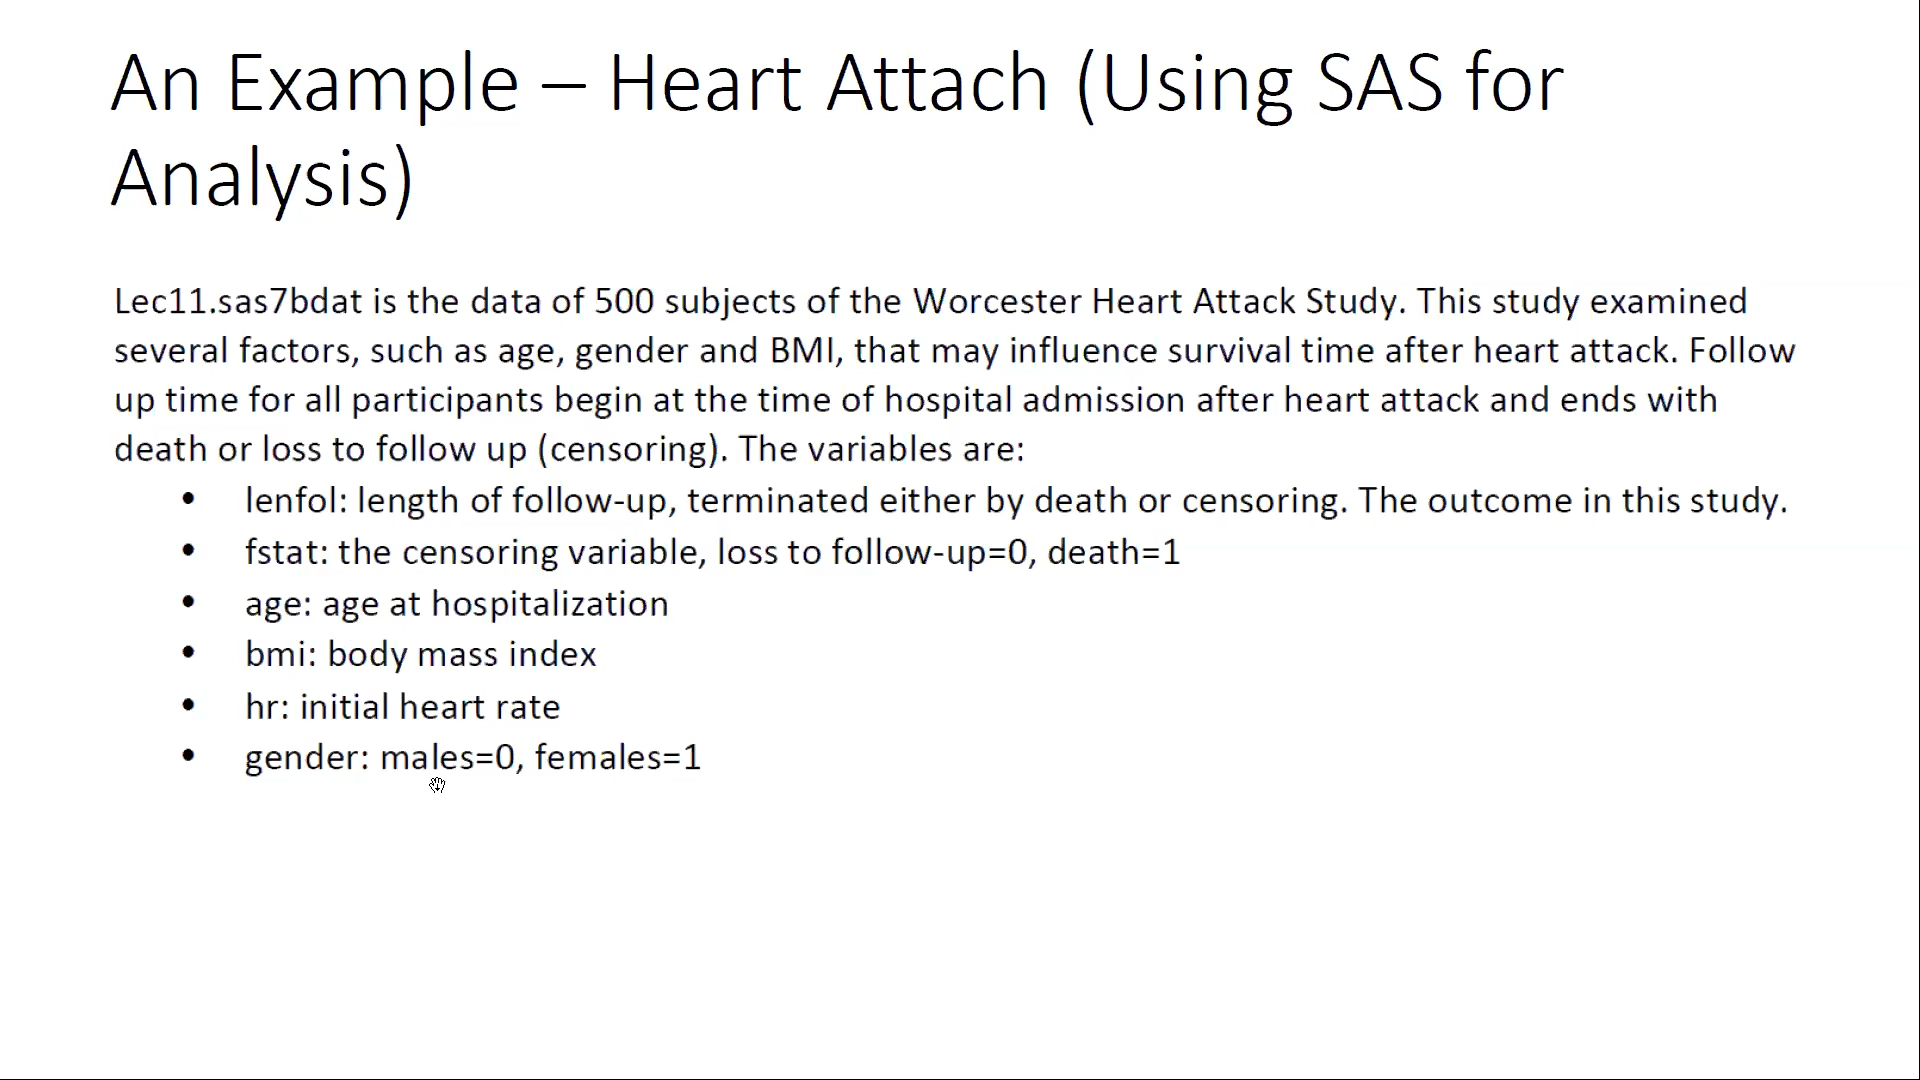 An Example – Heart Attach (Using SAS for
Analysis)
Lec11.sas7bdat is the data of 500 subjects of the Worcester Heart Attack Study. This study examined
several factors, such as age, gender and BMI, that may influence survival time after heart attack. Follow
up time for all participants begin at the time of hospital admission after heart attack and ends with
death or loss to follow up (censoring). The variables are:
• lenfol: length of follow-up, terminated either by death or censoring. The outcome in this study.
• fstat: the censoring variable, loss to follow-up=0, death=1
• age: age at hospitalization
• bmi: body mass index
• hr: initial heart rate
• gender: males=0, females=1